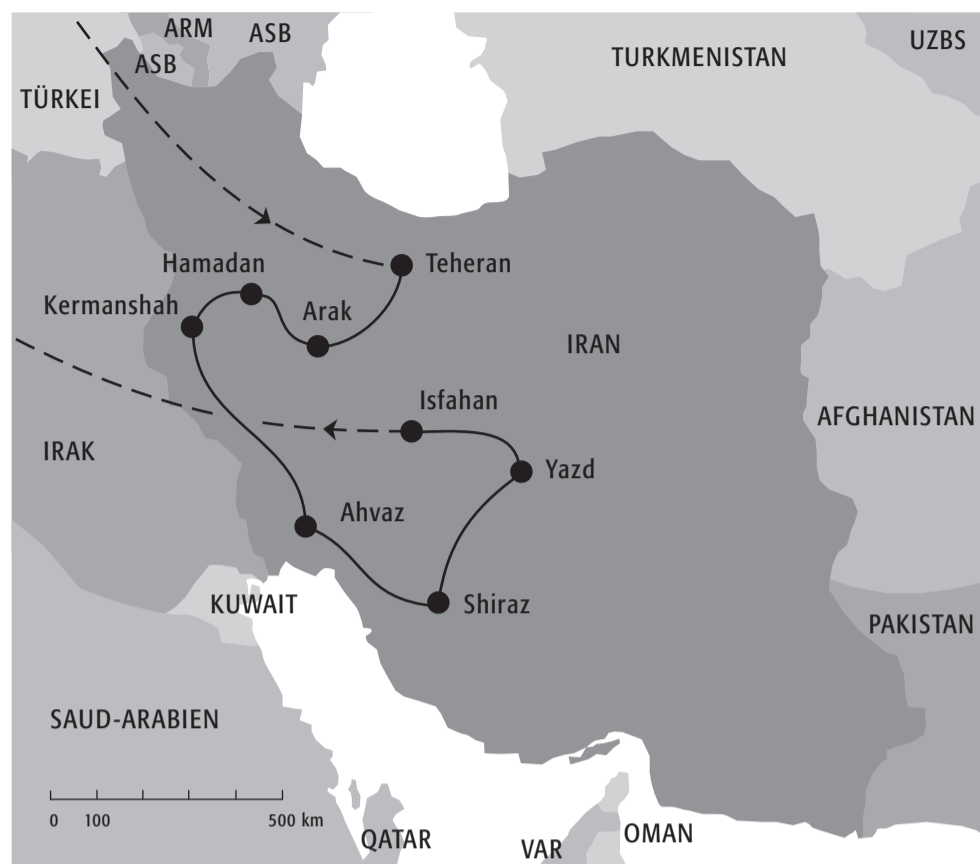 ARM
ASB
UZBS
TURKMENISTAN
ASB
TÜRKEI
Hamadan
Teheran
Kermanshah
Arak
IRAN
Isfahan
AFGHANISTAN
IRAK
Yazd
Ahvaz
KUWAIT
Shiraz
PAKISTAN
SAUD-ARABIEN
0 100 500 km
QATAR
VAR
OMAN